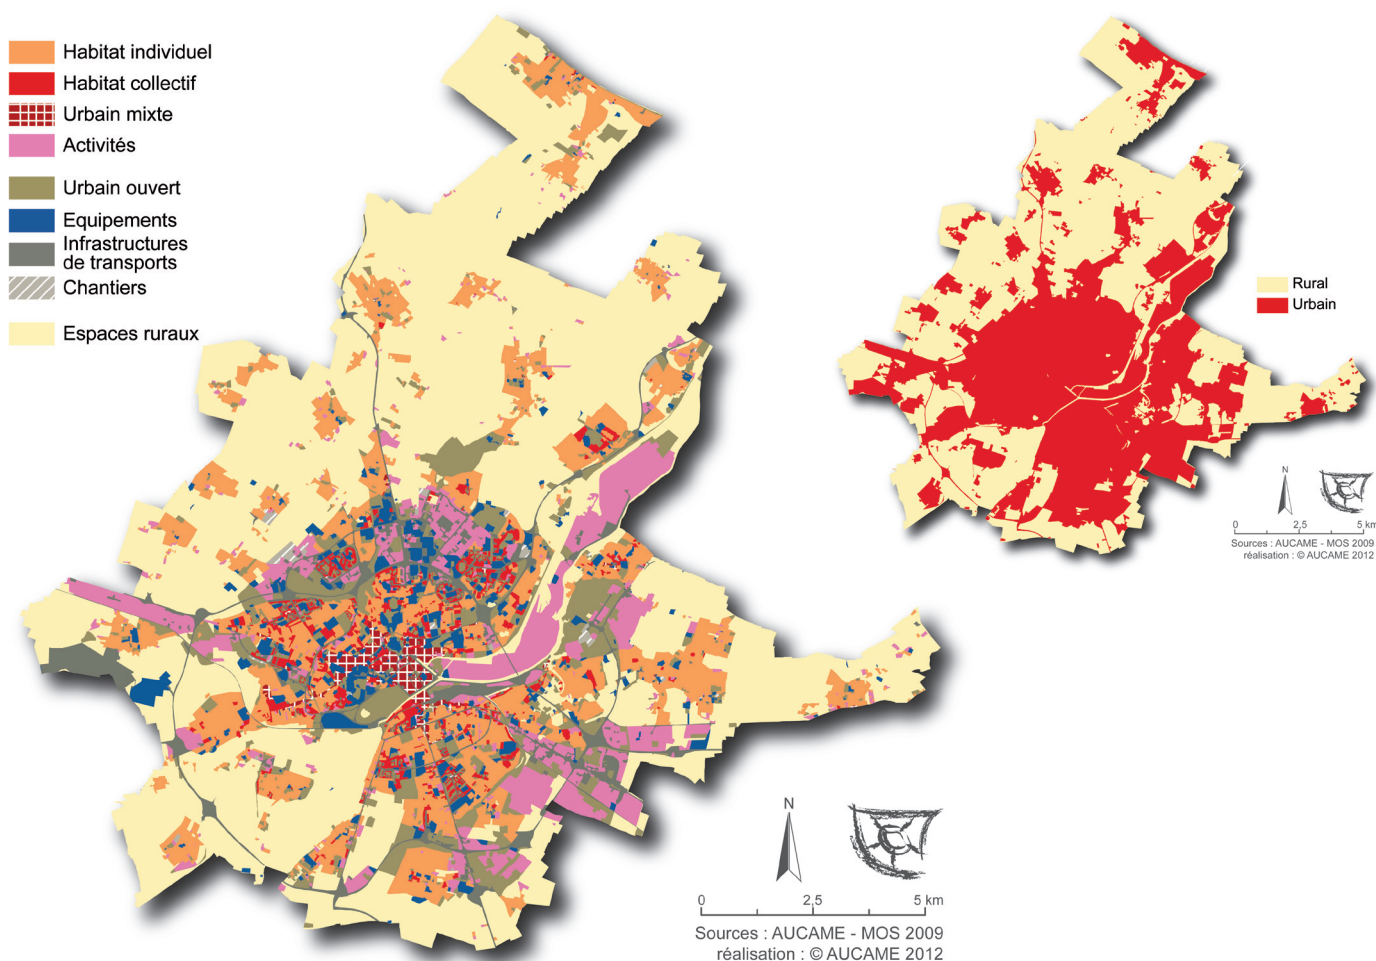 Habitat individuel
Habitat collectif
Urbain mixte
Activités
Urbain ouvert
Equipements
Infrastructures
de transports
Chantiers
Espaces ruraux
Rural
Urbain
N
0 2,5 5 km
Sources : AUCAME - MOS 2009
réalisation : © AUCAME 2012
N
0 2,5 5 km
Sources : AUCAME - MOS 2009
réalisation : © AUCAME 2012